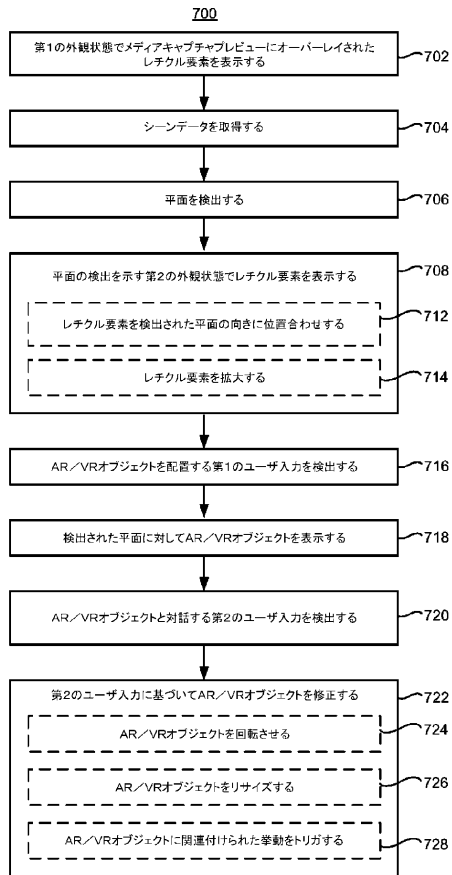 700
第1の外観状態でメディアキャプチャプレビューにオーバーレイされた
レチクル要素を表示する
702
シーンデータを取得する
704
平面を検出する
706
平面の検出を示す第2の外観状態でレチクル要素を表示する
708
レチクル要素を検出された平面の向きに位置合わせする
712
レチクル要素を拡大する
714
AR/VRオブジェクトを配置する第1のユーザ入力を検出する
716
検出された平面に対してAR/VRオブジェクトを表示する
718
AR/VRオブジェクトと対話する第2のユーザ入力を検出する
720
第2のユーザ入力に基づいてAR/VRオブジェクトを修正する
722
AR/VRオブジェクトを回転させる
724
AR/VRオブジェクトをリサイズする
726
AR/VRオブジェクトに関連付けられた挙動をトリガする
728